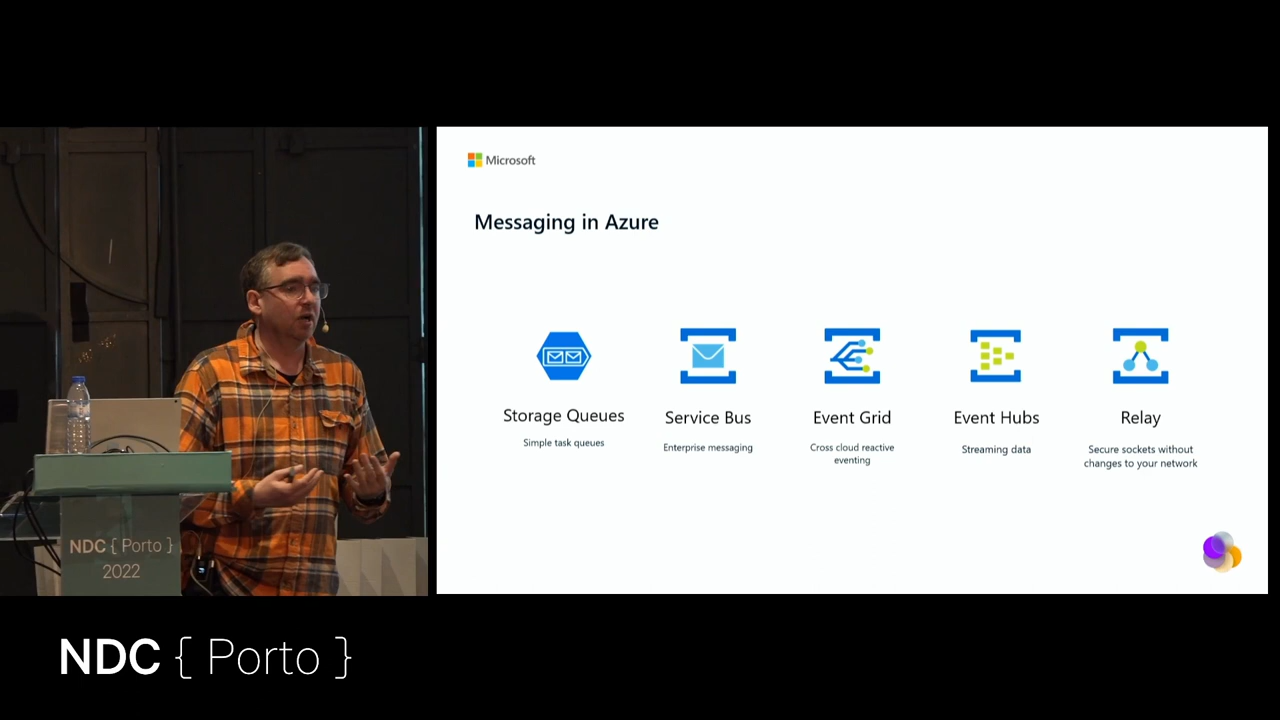 Microsoft
Messaging in Azure
Storage Queues
Simple task queues
Service Bus
Enterprise messaging
Event Grid
Cross cloud reactive
eventing
Event Hubs
Streaming data
Relay
Secure sockets without
changes to your network
NDC { Porto }
2022
NDC { Porto }